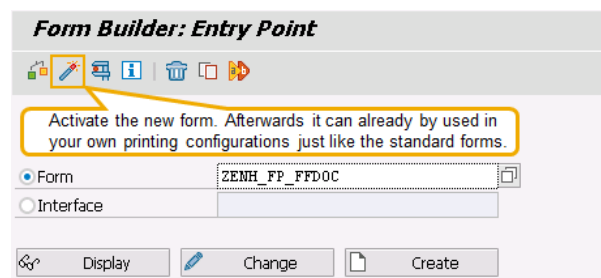 Form Builder: Entry Point
Activate the new form. Afterwards it can already by used in
your own printing configurations just like the standard forms.
Form
ZENH_FP_FFDOC
Interface
Display
Change
Create